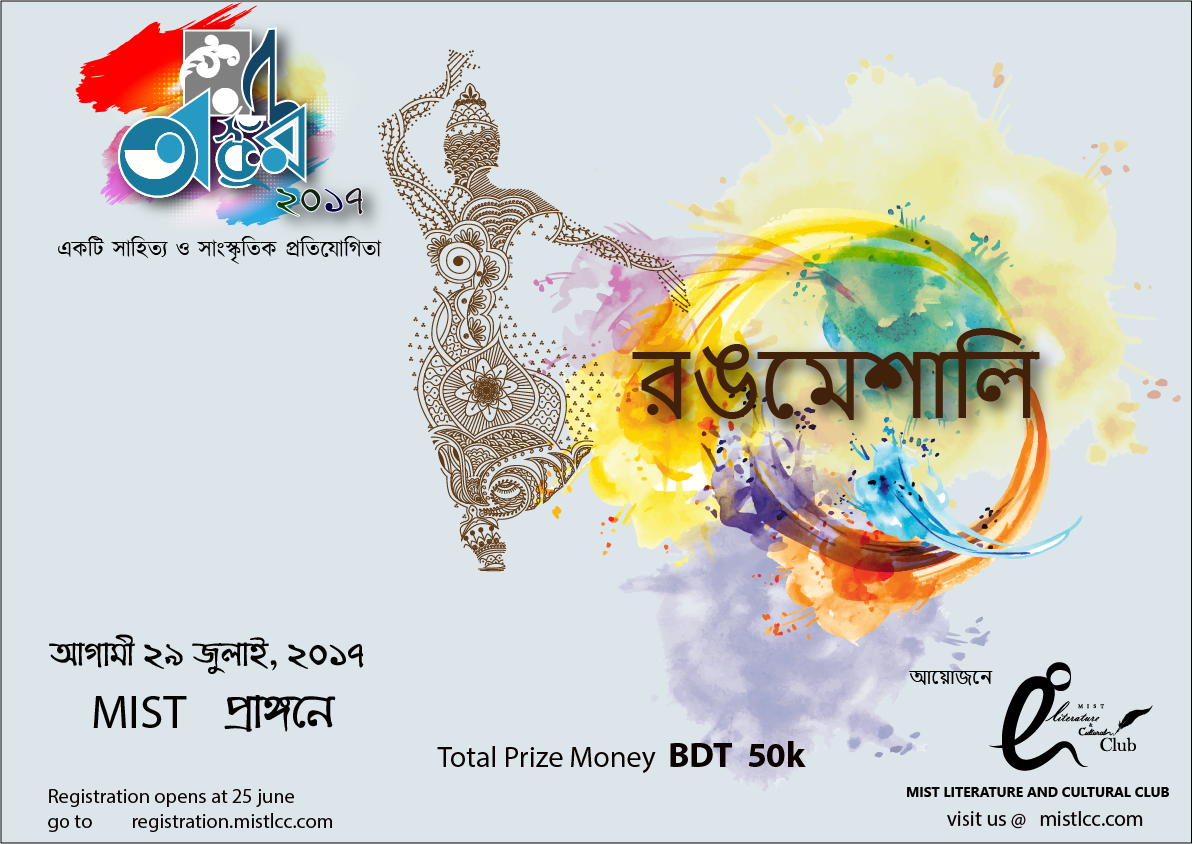 ২০১৭
একটি সাহিত্য ও সাংস্কৃতিক প্রতিযোগিতা
রঙমেশালি
আগামী ২৯ জুলাই, ২০১৭
MIST প্রাঙ্গনে
Total Prize Money BDT 50k
Registration opens at 25 june
go to registration.mistlcc.com
আয়োজনে
MIST
Literature
&
Cultural
Club
MIST LITERATURE AND CULTURAL CLUB
visit us @ mistlcc.com